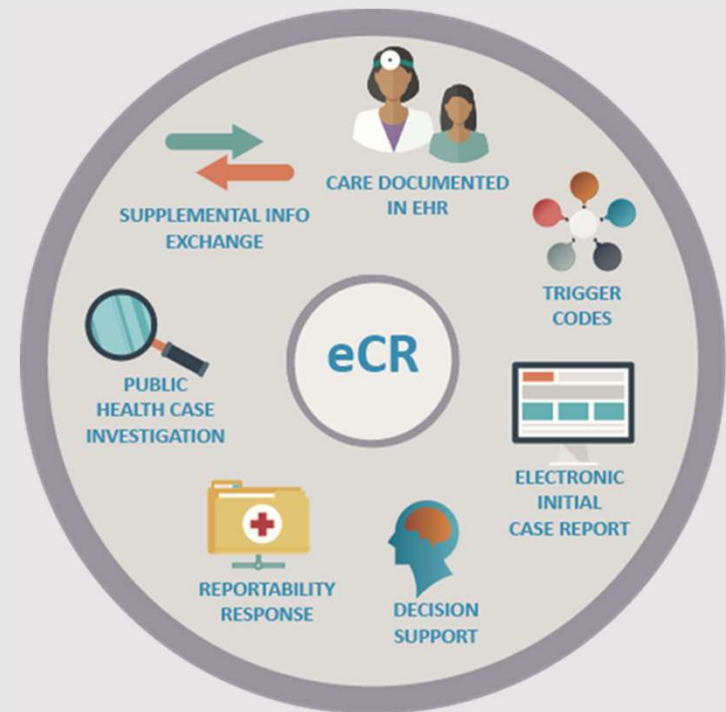 CARE DOCUMENTED
IN EHR
TRIGGER
CODES
ELECTRONIC
INITIAL
CASE REPORT
DECISION
SUPPORT
REPORTABILITY
RESPONSE
PUBLIC
HEALTH CASE
INVESTIGATION
SUPPLEMENTAL INFO
EXCHANGE
eCR